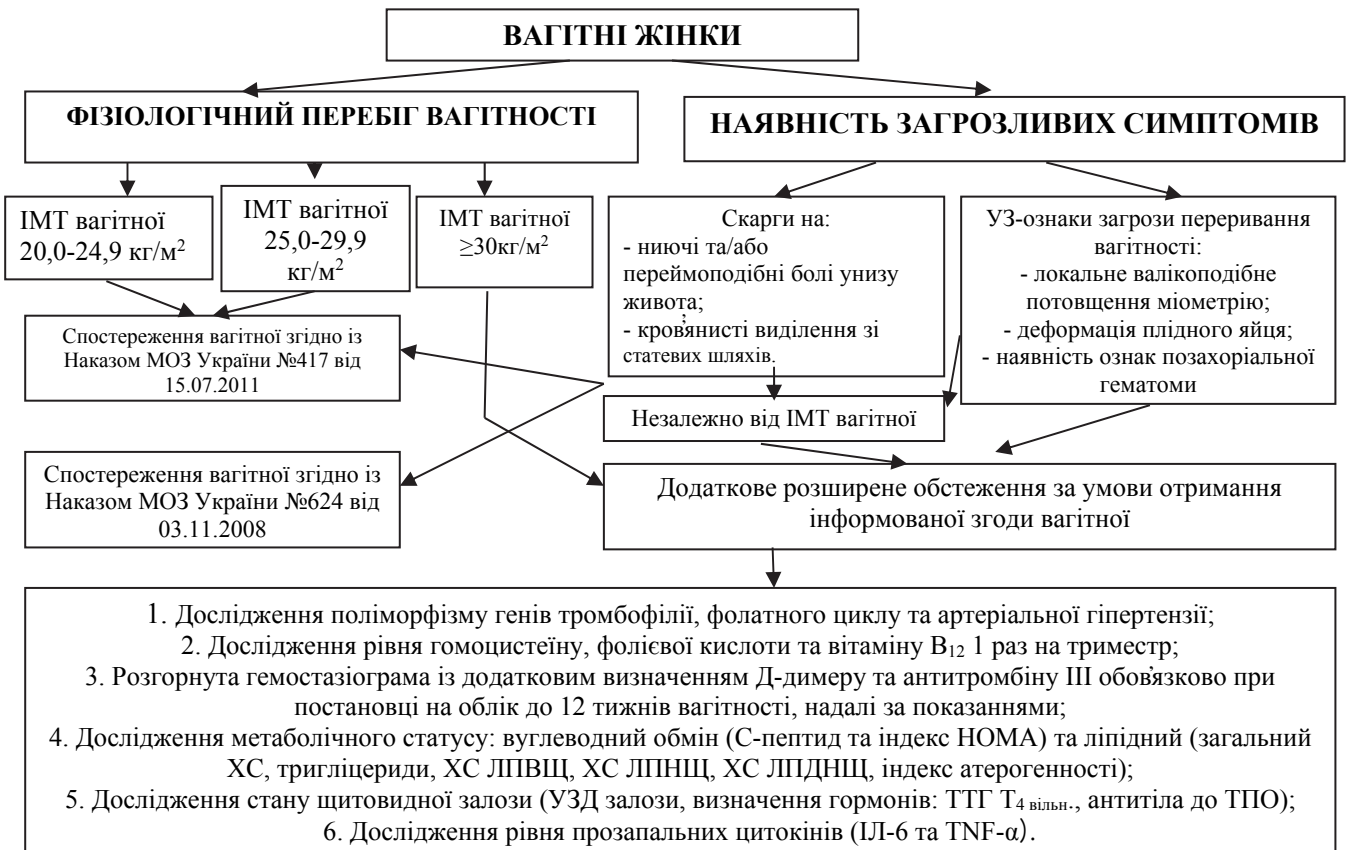 ВАГІТНІ ЖІНКИ
ФІЗІОЛОГІЧНИЙ ПЕРЕБІГ ВАГІТНОСТІ
НАЯВНІСТЬ ЗАГРОЗЛИВИХ СИМПТОМІВ
ІМТ вагітної
20,0-24,9 кг/м²
ІМТ вагітної
25,0-29,9
кг/м²
ІМТ вагітної
≥30кг/м²
Скарги на:
- ниючі та/або
переймоподібні болі унизу
живота;
- кров'янисті виділення зі
статевих шляхів.
УЗ-ознаки загрози переривання
вагітності:
- локальне валікоподібне
потовщення міометрію;
- деформація плідного яйця;
- наявність ознак позахоріальної
гематоми
Спостереження вагітної згідно із
Наказом МОЗ України №417 від
15.07.2011
Незалежно від ІМТ вагітної
Спостереження вагітної згідно із
Наказом МОЗ України №624 від
03.11.2008
Додаткове розширене обстеження за умови отримання
інформованої згоди вагітної
1. Дослідження поліморфізму генів тромбофілії, фолатного циклу та артеріальної гіпертензії;
2. Дослідження рівня гомоцистеїну, фолієвої кислоти та вітаміну В₁₂ 1 раз на триместр;
3. Розгорнута гемостазіограма із додатковим визначенням Д-димеру та антитромбіну ІІІ обов'язково при
постановці на облік до 12 тижнів вагітності, надалі за показаннями;
4. Дослідження метаболічного статусу: вуглеводний обмін (С-пептид та індекс НОМА) та ліпідний (загальний
ХС, тригліцериди, ХС ЛПВЩ, ХС ЛПНЩ, ХС ЛПДНЩ, індекс атерогенності);
5. Дослідження стану щитовидної залози (УЗД залози, визначення гормонів: ТТГ Т₄ вільн., антитіла до ТПО);
6. Дослідження рівня прозапальних цитокінів (ІЛ-6 та TNF-α).